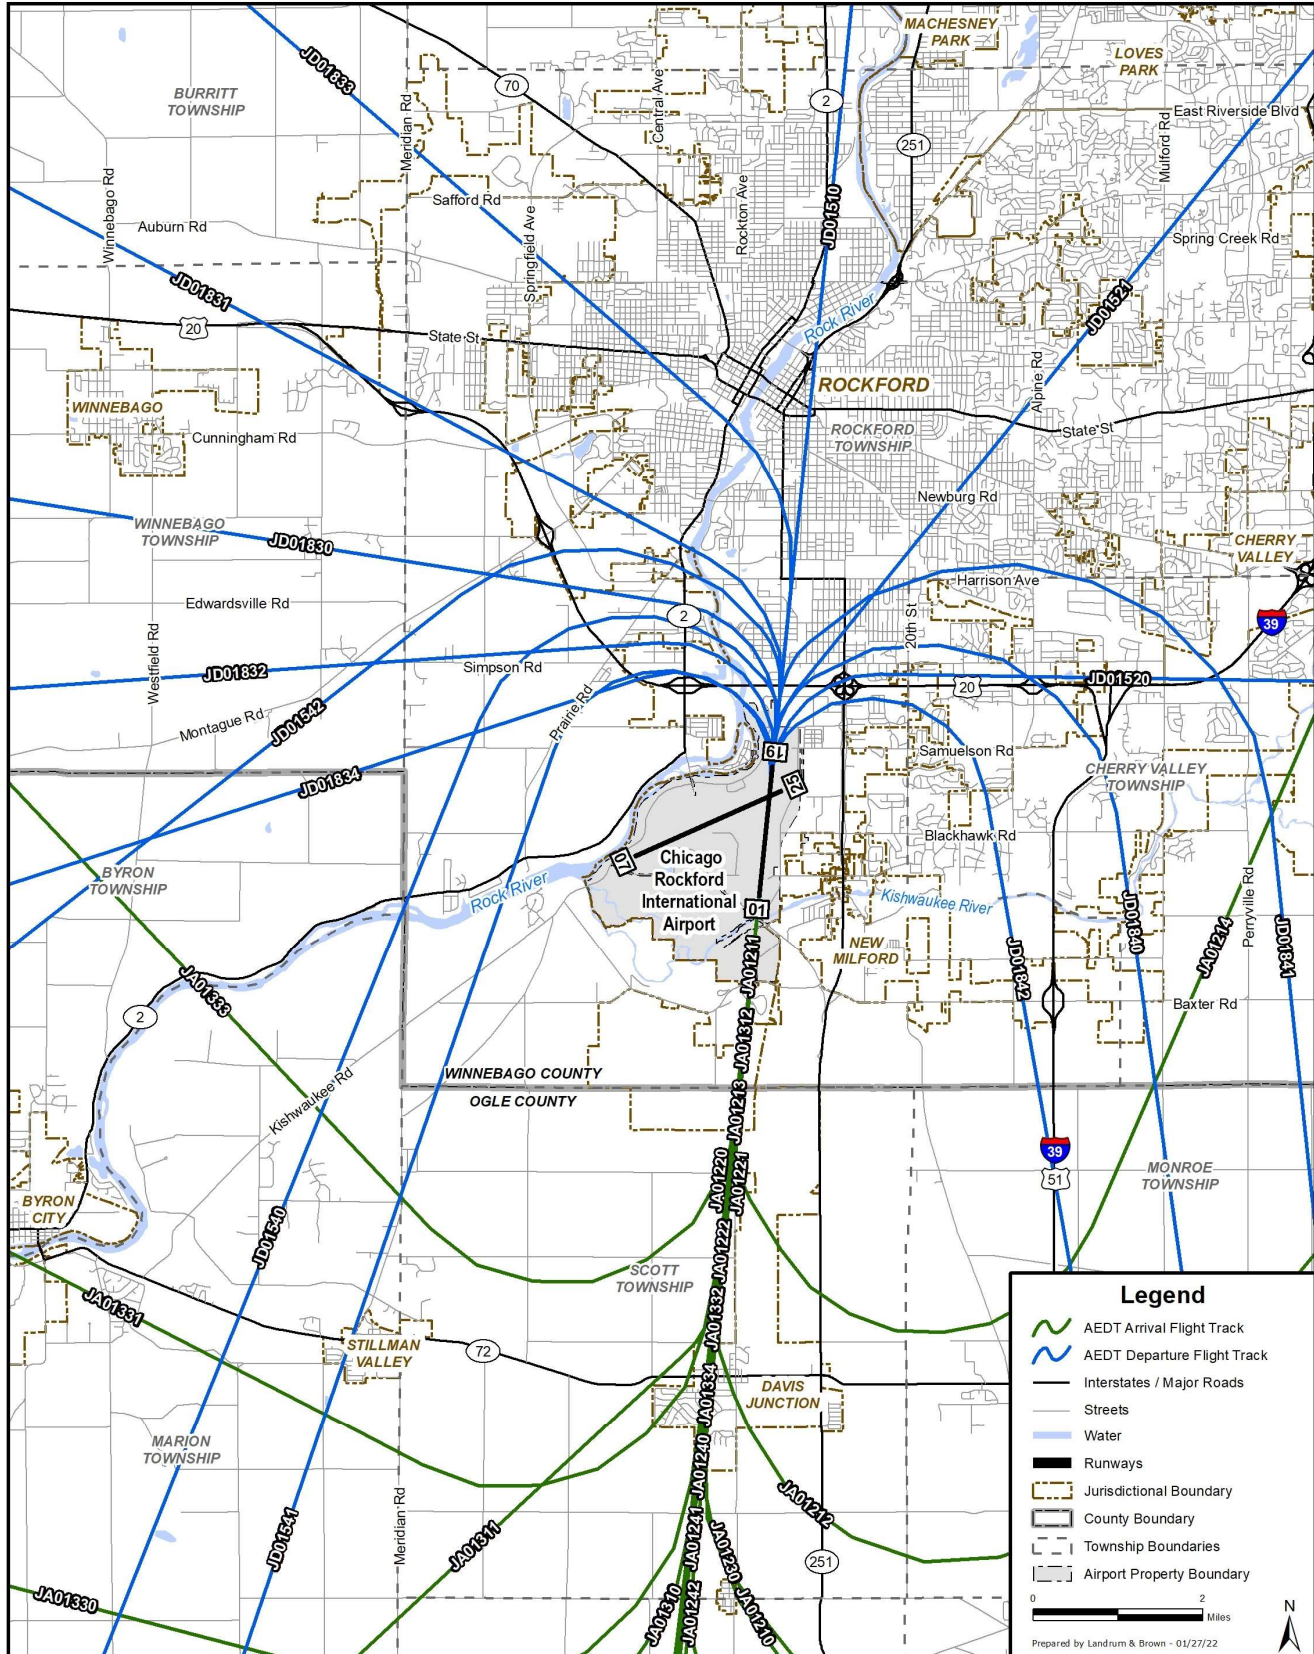 MACHESNEY
PARK
LOVES
PARK
JD01833
70
2
BURRITT
TOWNSHIP
Meridian Rd
Central Ave
East Riverside Blvd
251
Mulford Rd
Winnebago Rd
Safford Rd
Rockton Ave
JD01510
Auburn Rd
Springfield Ave
Spring Creek Rd
JD01831
JD01521
Rock River
20
State St
Alpine Rd
ROCKFORD
WINNEBAGO
Cunningham Rd
ROCKFORD
TOWNSHIP
State St
Newburg Rd
WINNEBAGO
TOWNSHIP
JD01830
CHERRY
VALLEY
Harrison Ave
Edwardsville Rd
2
20th St
39
Westfield Rd
JD01832
Simpson Rd
20
JD01520
Prairie Rd
Montague Rd
JD01542
19
Samuelson Rd
JD01834
25
CHERRY VALLEY
TOWNSHIP
Blackhawk Rd
07
Chicago
Rockford
International
Airport
BYRON
TOWNSHIP
Rock River
01
Kishwaukee River
Perryville Rd
JD01840
JA01214
JD01841
NEW
MILFORD
JA01211
JD01842
JA01333
2
JA01312
Baxter Rd
WINNEBAGO COUNTY
OGLE COUNTY
Kishwaukee Rd
JA01213
39
51
JA01220
JA01221
MONROE
TOWNSHIP
BYRON
CITY
JD01540
JA01222
SCOTT
TOWNSHIP
JA01331
JA01332
STILLMAN
VALLEY
72
JA01334
DAVIS
JUNCTION
MARION
TOWNSHIP
JA01240
JA01212
Meridian Rd
JD01541
JA01311
JA01241
JA01230
251
JA01330
JA01310
JA01242
JA01210
Legend
AEDT Arrival Flight Track
AEDT Departure Flight Track
Interstates / Major Roads
Streets
Water
Runways
Jurisdictional Boundary
County Boundary
Township Boundaries
Airport Property Boundary
0 2
Miles
N
Prepared by Landrum & Brown - 01/27/22